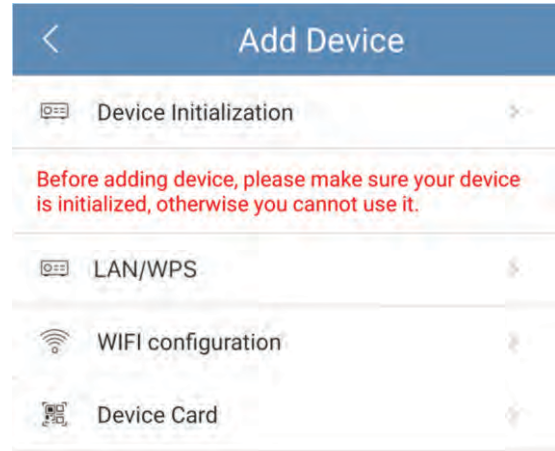 Add Device
Device Initialization
Before adding device, please make sure your device
is initialized, otherwise you cannot use it.
LAN/WPS
WIFI configuration
Device Card